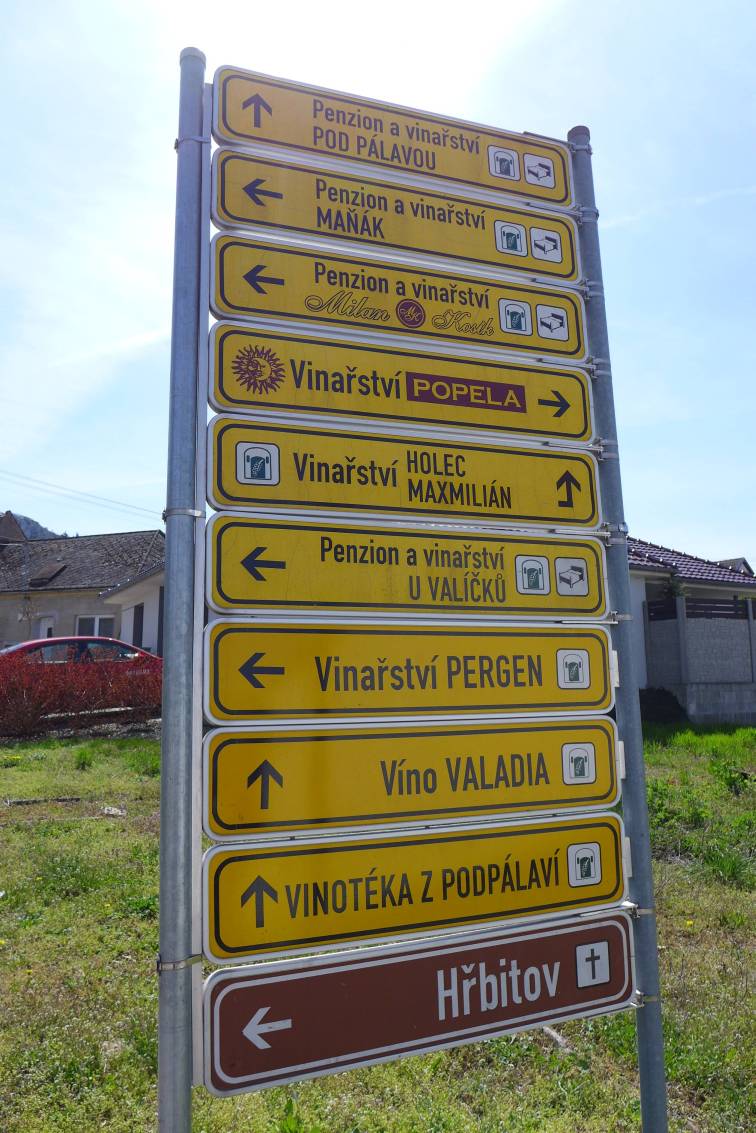 Penzion a vinařství
POD PÁLAVOU
Penzion a vinařství
MAŇÁK
Penzion a vinařství
Milan MK Kosík
Vinařství POPELA
Vinařství HOLEC
MAXMILIÁN
Penzion a vinařství
U VALÍČKŮ
Vinařství PERGEN
Víno VALADIA
VINOTÉKA Z PODPÁLAVÍ
Hřbitov